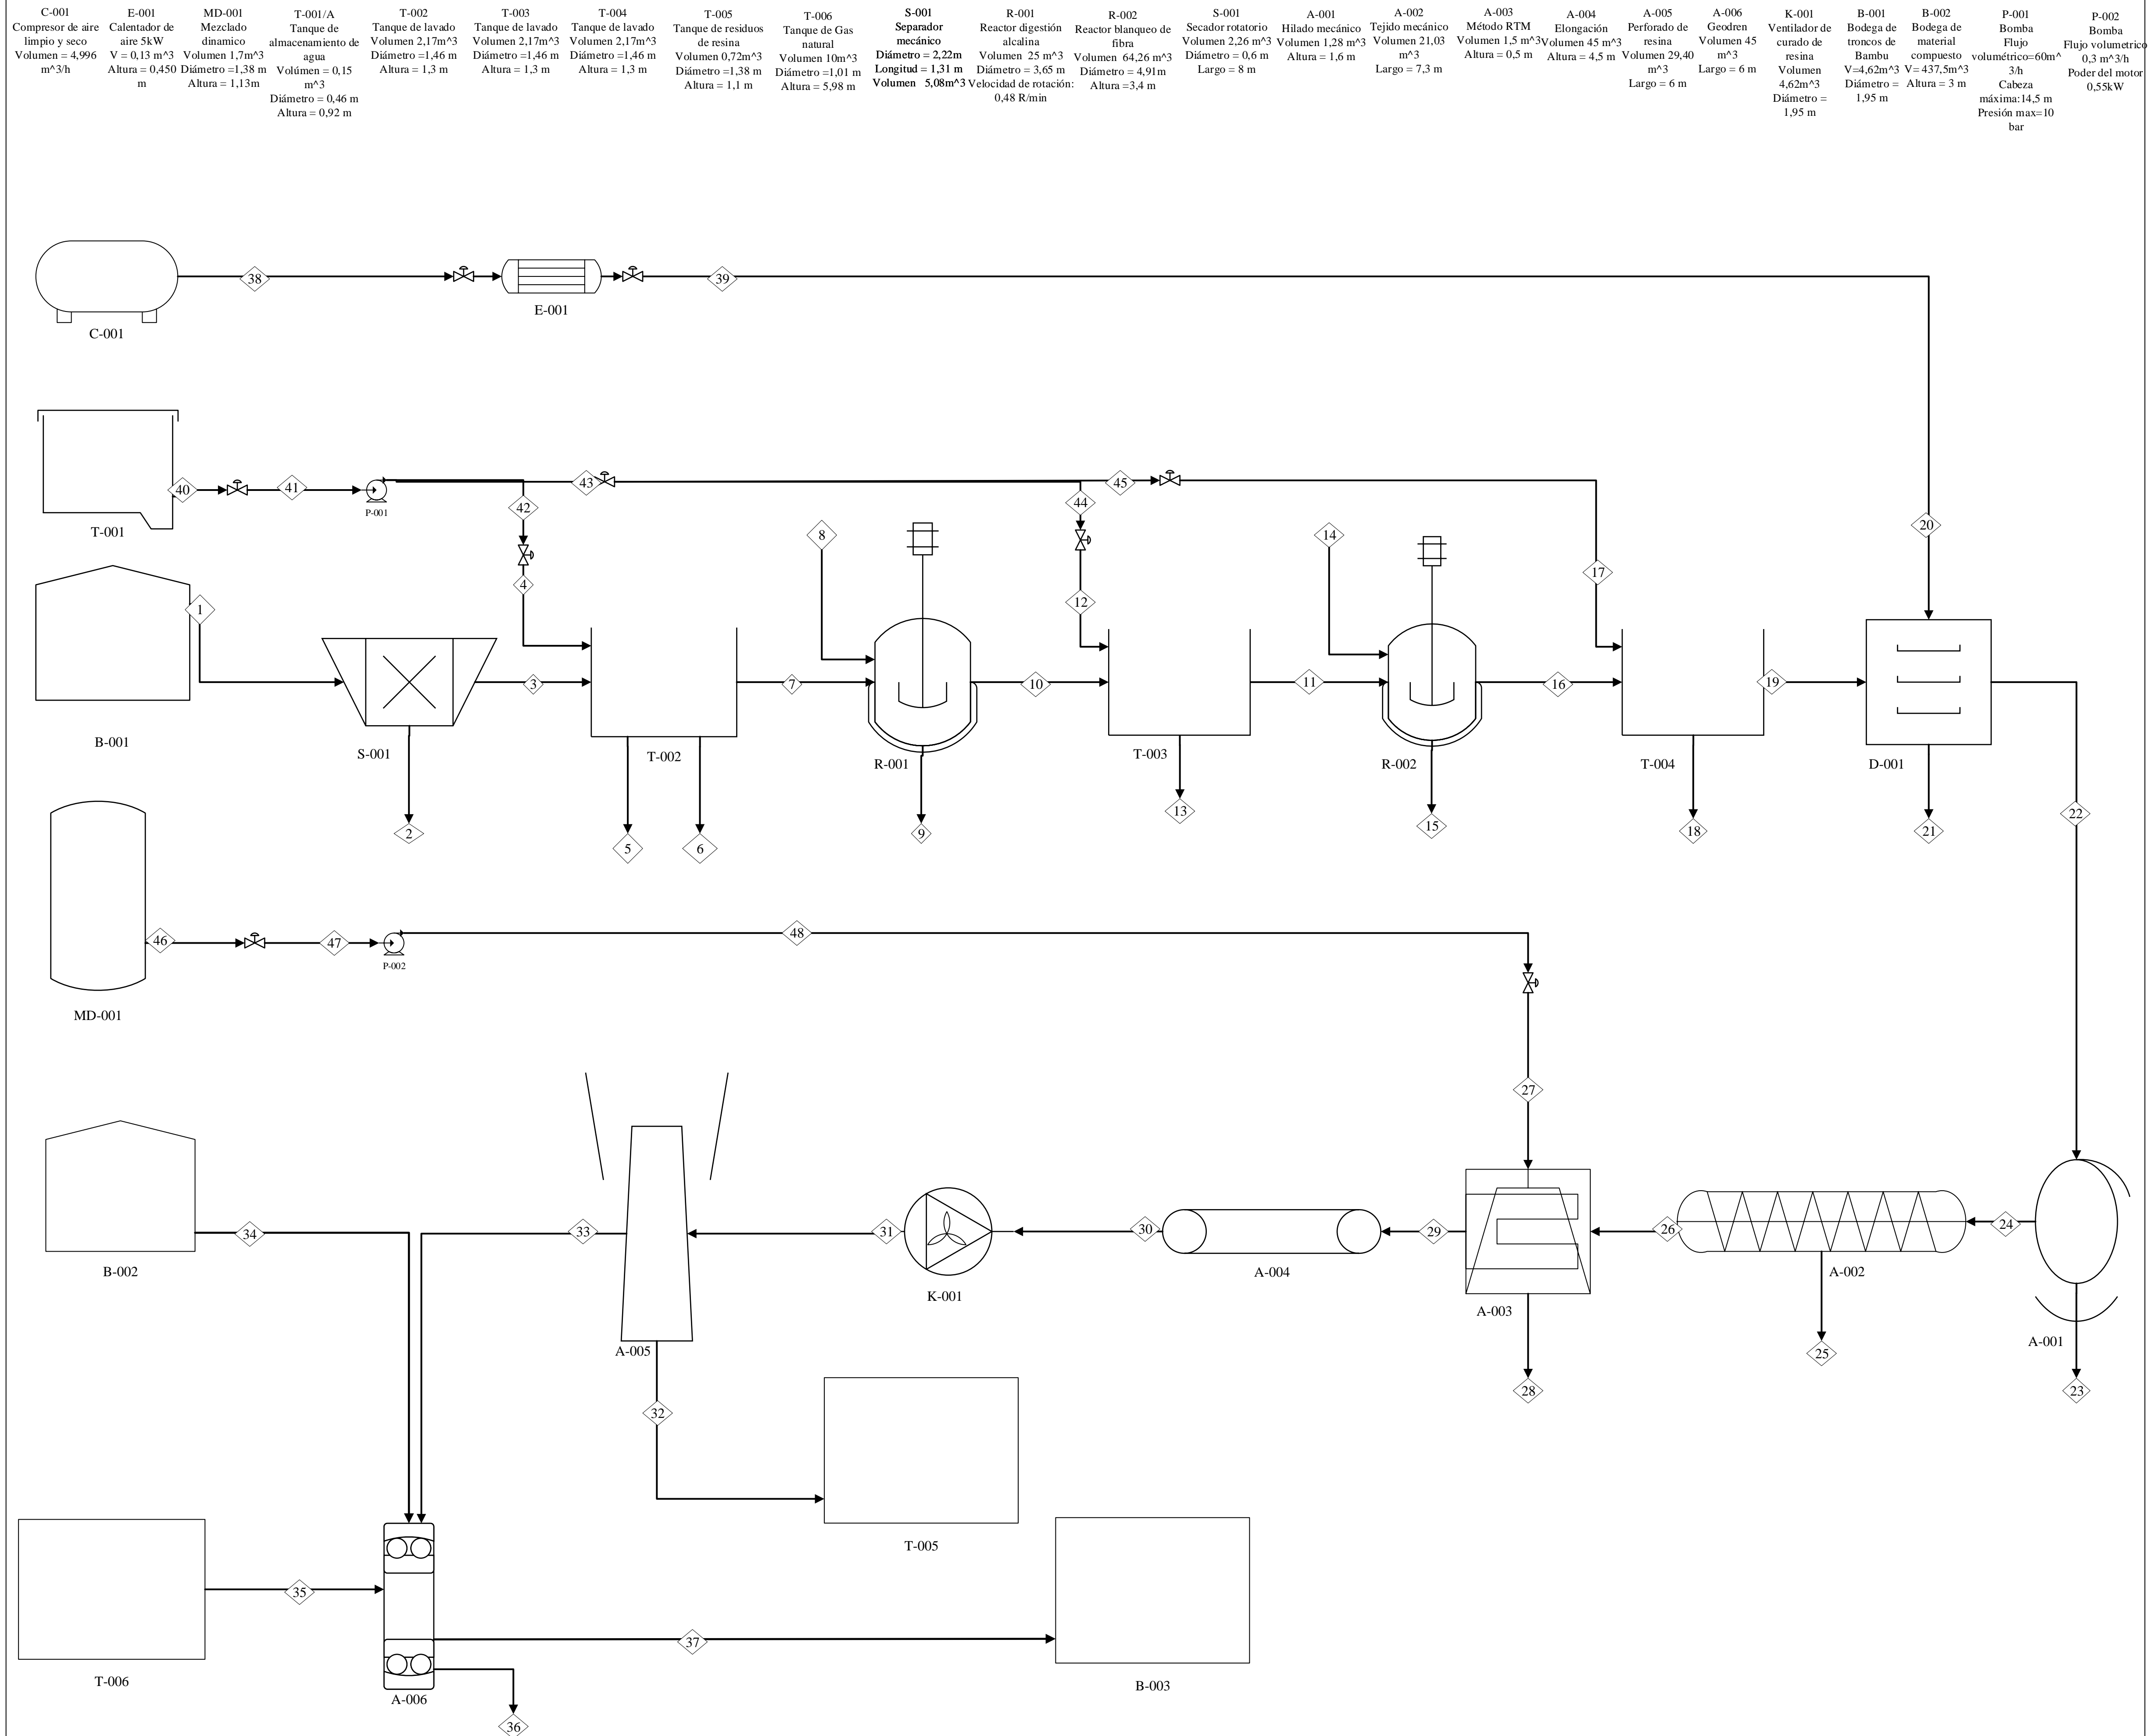 C-001
Compresor de aire
limpio y seco
Volumen = 4,996
m^3/h
E-001
Calentador de
aire 5kW
V = 0,13 m^3
Altura = 0,450
m
MD-001
Mezclado
dinamico
Volumen 1,7m^3
Diámetro =1,38 m
Altura = 1,13m
T-001/A
Tanque de
almacenamiento de
agua
Volúmen = 0,15
m^3
Diámetro = 0,46 m
Altura = 0,92 m
T-002
Tanque de lavado
Volumen 2,17m^3
Diámetro =1,46 m
Altura = 1,3 m
T-003
Tanque de lavado
Volumen 2,17m^3
Diámetro =1,46 m
Altura = 1,3 m
T-004
Tanque de lavado
Volumen 2,17m^3
Diámetro =1,46 m
Altura = 1,3 m
T-005
Tanque de residuos
de resina
Volumen 0,72m^3
Diámetro =1,38 m
Altura = 1,1 m
T-006
Tanque de Gas
natural
Volumen 10m^3
Diámetro =1,01 m
Altura = 5,98 m
S-001
Separador
mecánico
Diámetro = 2,22m
Longitud = 1,31 m
Volumen 5,08m^3
R-001
Reactor digestión
alcalina
Volumen 25 m^3
Diámetro = 3,65 m
Velocidad de rotación:
0,48 R/min
R-002
Reactor blanqueo de
fibra
Volumen 64,26 m^3
Diámetro = 4,91m
Altura =3,4 m
S-001
Secador rotatorio
Volumen 2,26 m^3
Diámetro = 0,6 m
Largo = 8 m
A-001
Hilado mecánico
Volumen 1,28 m^3
Altura = 1,6 m
A-002
Tejido mecánico
Volumen 21,03
m^3
Largo = 7,3 m
A-003
Método RTM
Volumen 1,5 m^3
Altura = 0,5 m
A-004
Elongación
Volumen 45 m^3
Altura = 4,5 m
A-005
Perforado de
resina
Volumen 29,40
m^3
Largo = 6 m
A-006
Geodren
Volumen 45
m^3
Largo = 6 m
K-001
Ventilador de
curado de
resina
Volumen
4,62m^3
Diámetro =
1,95 m
B-001
Bodega de
troncos de
Bambu
V=4,62m^3
Diámetro =
1,95 m
B-002
Bodega de
material
compuesto
V= 437,5m^3
Altura = 3 m
P-001
Bomba
Flujo
volumétrico=60m^
3/h
Cabeza
máxima:14,5 m
Presión max=10
bar
P-002
Bomba
Flujo volumetrico
0,3 m^3/h
Poder del motor
0,55kW
38
39
E-001
C-001
40
41
P-001
42
43
44
45
T-001
4
8
12
14
17
20
1
3
7
10
11
16
19
B-001
S-001
T-002
R-001
T-003
R-002
T-004
D-001
2
5
6
9
13
15
18
21
22
46
47
P-002
48
MD-001
27
34
33
31
30
29
26
24
B-002
A-005
K-001
A-004
A-003
A-002
A-001
32
28
25
23
T-005
35
37
T-006
A-006
B-003
36